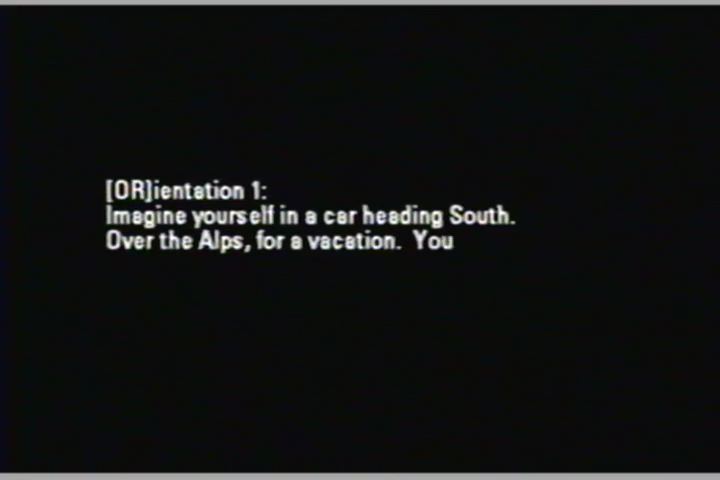 [OR]ientation 1:
Imagine yourself in a car heading South.
Over the Alps, for a vacation.  You